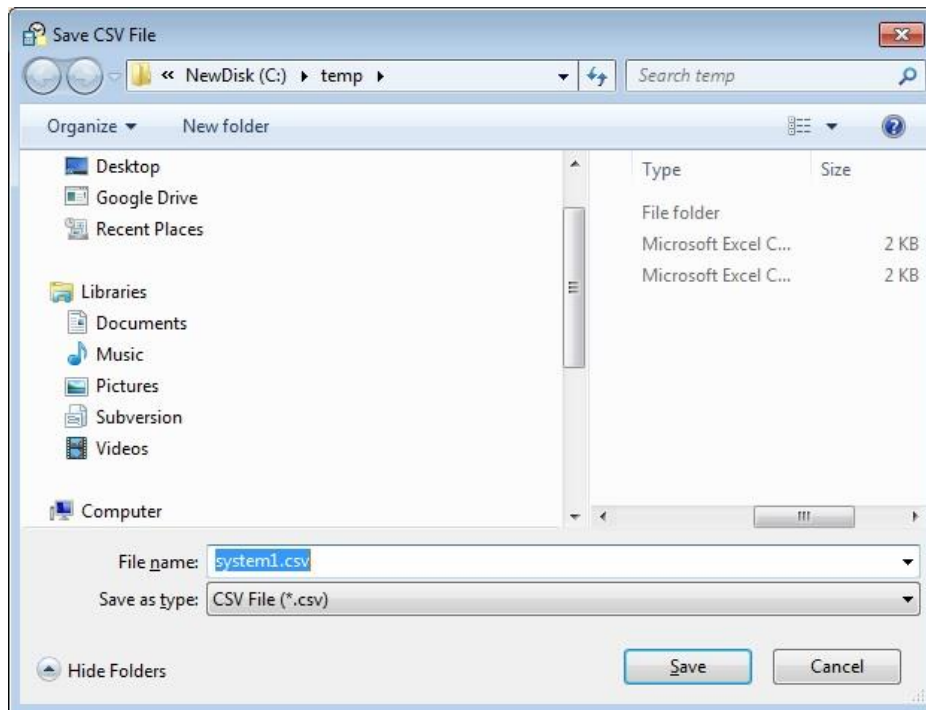 Save CSV File
« NewDisk (C:) ▸ temp ▸
Search temp
Organize
New folder
Desktop
Google Drive
Recent Places
Libraries
Documents
Music
Pictures
Subversion
Videos
Computer
Type Size
File folder
Microsoft Excel C... 2 KB
Microsoft Excel C... 2 KB
File name: system1.csv
Save as type: CSV File (*.csv)
Hide Folders
Save
Cancel